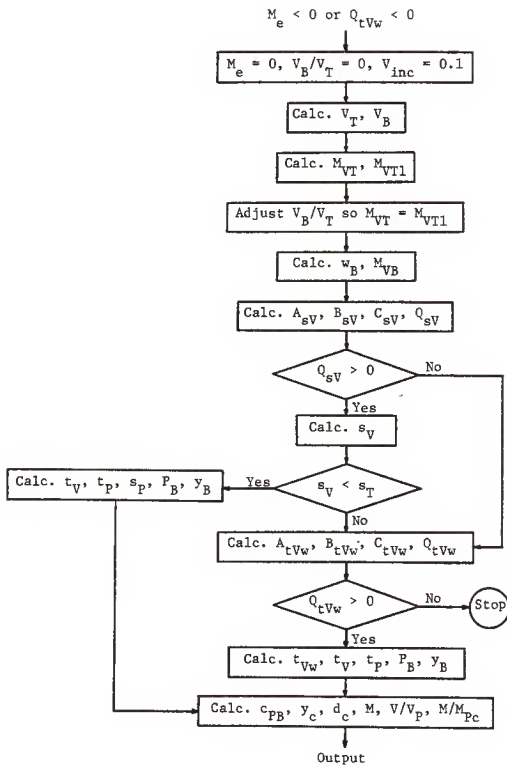 M_e < 0 or Q_tVw < 0
M_e = 0, V_B/V_T = 0, V_inc = 0.1
Calc. V_T, V_B
Calc. M_VT, M_VT1
Adjust V_B/V_T so M_VT = M_VT1
Calc. w_B, M_VB
Calc. A_sV, B_sV, C_sV, Q_sV
Q_sV > 0
No
Yes
Calc. s_V
Calc. t_V, t_P, s_P, P_B, y_B
Yes
s_V < s_T
No
Calc. A_tVw, B_tVw, C_tVw, Q_tVw
Q_tVw > 0
No
Stop
Yes
Calc. t_Vw, t_V, t_P, P_B, y_B
Calc. c_PB, y_c, d_c, M, V/V_P, M/M_Pc
Output